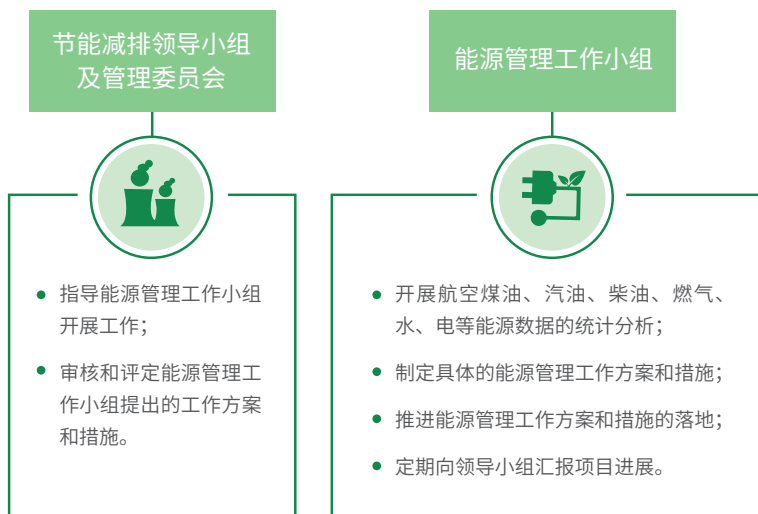 节能减排领导小组
及管理委员会
指导能源管理工作小组
开展工作；
审核和评定能源管理工
作小组提出的工作方案
和措施。
能源管理工作小组
开展航空煤油、汽油、柴油、燃气、
水、电等能源数据的统计分析；
制定具体的能源管理工作方案和措施；
推进能源管理工作方案和措施的落地；
定期向领导小组汇报项目进展。